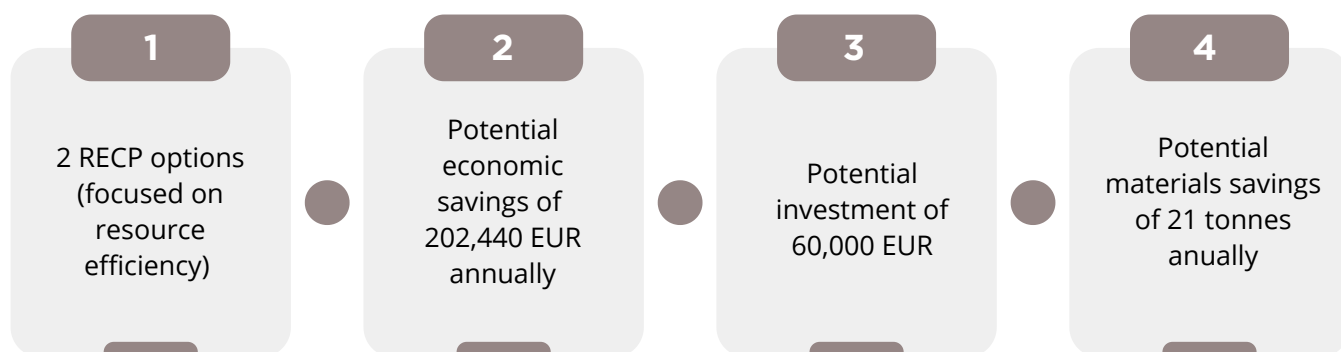 1
2 RECP options
(focused on
resource
efficiency)
2
Potential
economic
savings of
202,440 EUR
annually
3
Potential
investment of
60,000 EUR
4
Potential
materials savings
of 21 tonnes
anually